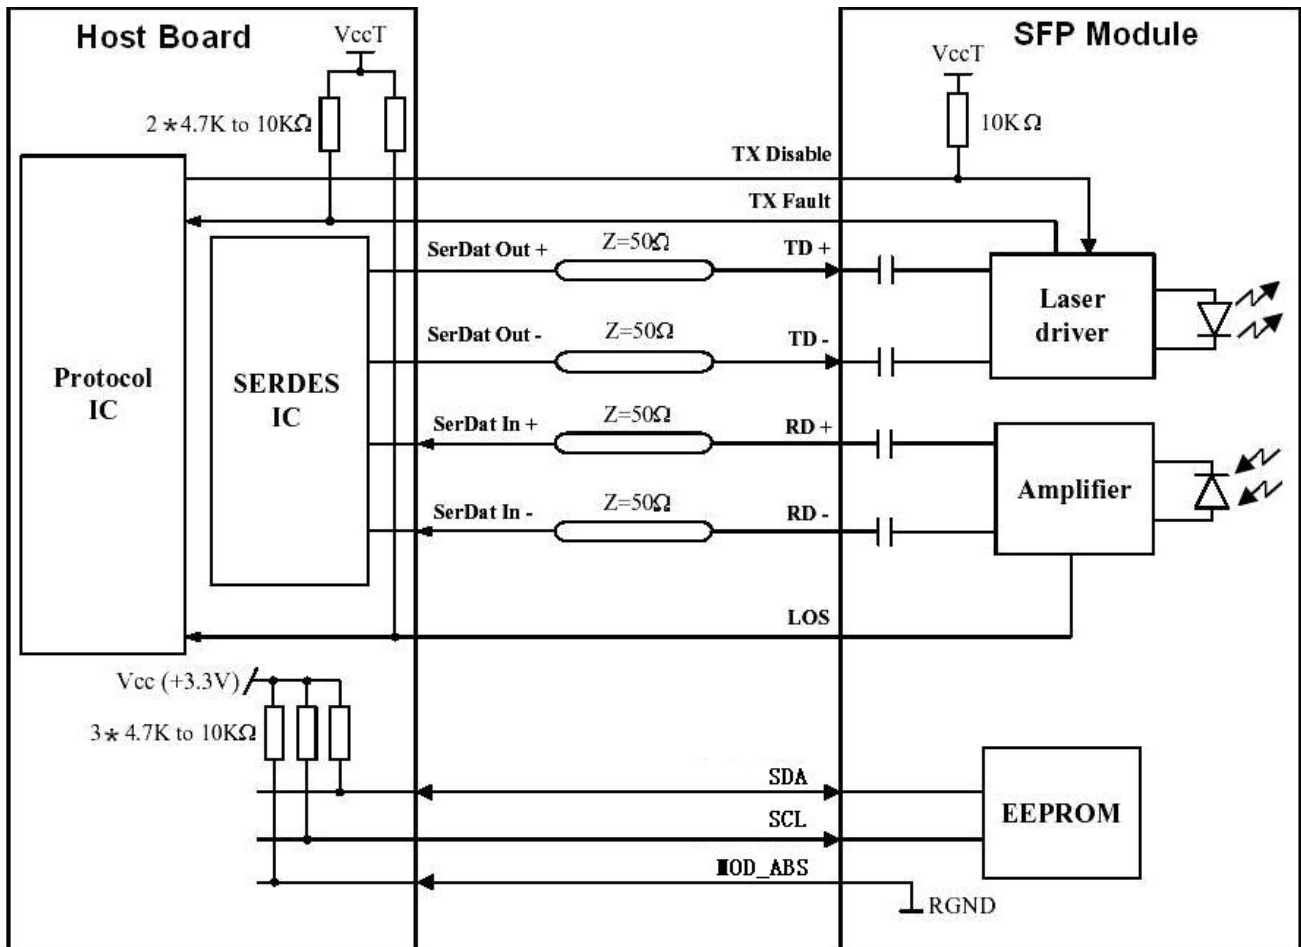 Host Board
SFP Module
VccT
VccT
2*4.7K to 10KΩ
10KΩ
TX Disable
TX Fault
SerDat Out +
Z=50Ω
TD +
Laser
driver
SerDat Out -
Z=50Ω
TD -
Protocol
IC
SERDES
IC
SerDat In +
Z=50Ω
RD +
Amplifier
SerDat In -
Z=50Ω
RD -
LOS
Vcc (+3.3V)
3* 4.7K to 10KΩ
SDA
SCL
EEPROM
MOD_ABS
RGND